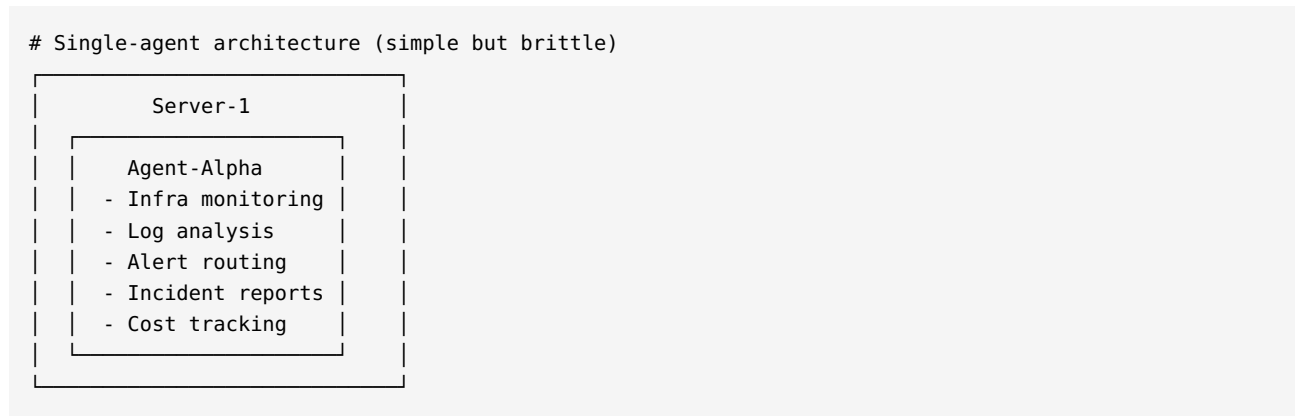 # Single-agent architecture (simple but brittle)
Server-1
Agent-Alpha
- Infra monitoring
- Log analysis
- Alert routing
- Incident reports
- Cost tracking